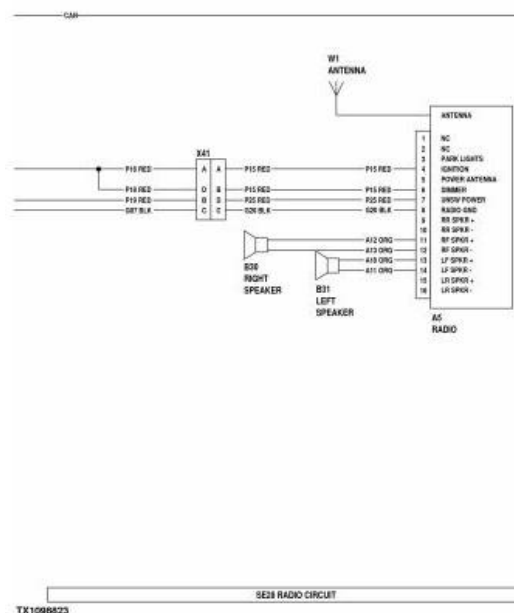 CAN
W1
ANTENNA
ANTENNA
1 NC
2 NC
3 PARK LIGHTS
X41
P18 RED A A P15 RED P15 RED 4 IGNITION
5 POWER ANTENNA
P18 RED D B P15 RED P15 RED 6 DIMMER
P19 RED B D P25 RED P25 RED 7 UNSW POWER
G07 BLK C C G26 BLK G26 BLK 8 RADIO GND
9 RR SPKR +
10 RR SPKR -
A12 ORG 11 RF SPKR +
A13 ORG 12 RF SPKR -
A10 ORG 13 LF SPKR +
A11 ORG 14 LF SPKR -
15 LR SPKR +
16 LR SPKR -
B30
RIGHT
SPEAKER
B31
LEFT
SPEAKER
A5
RADIO
SE28 RADIO CIRCUIT
TX1098823